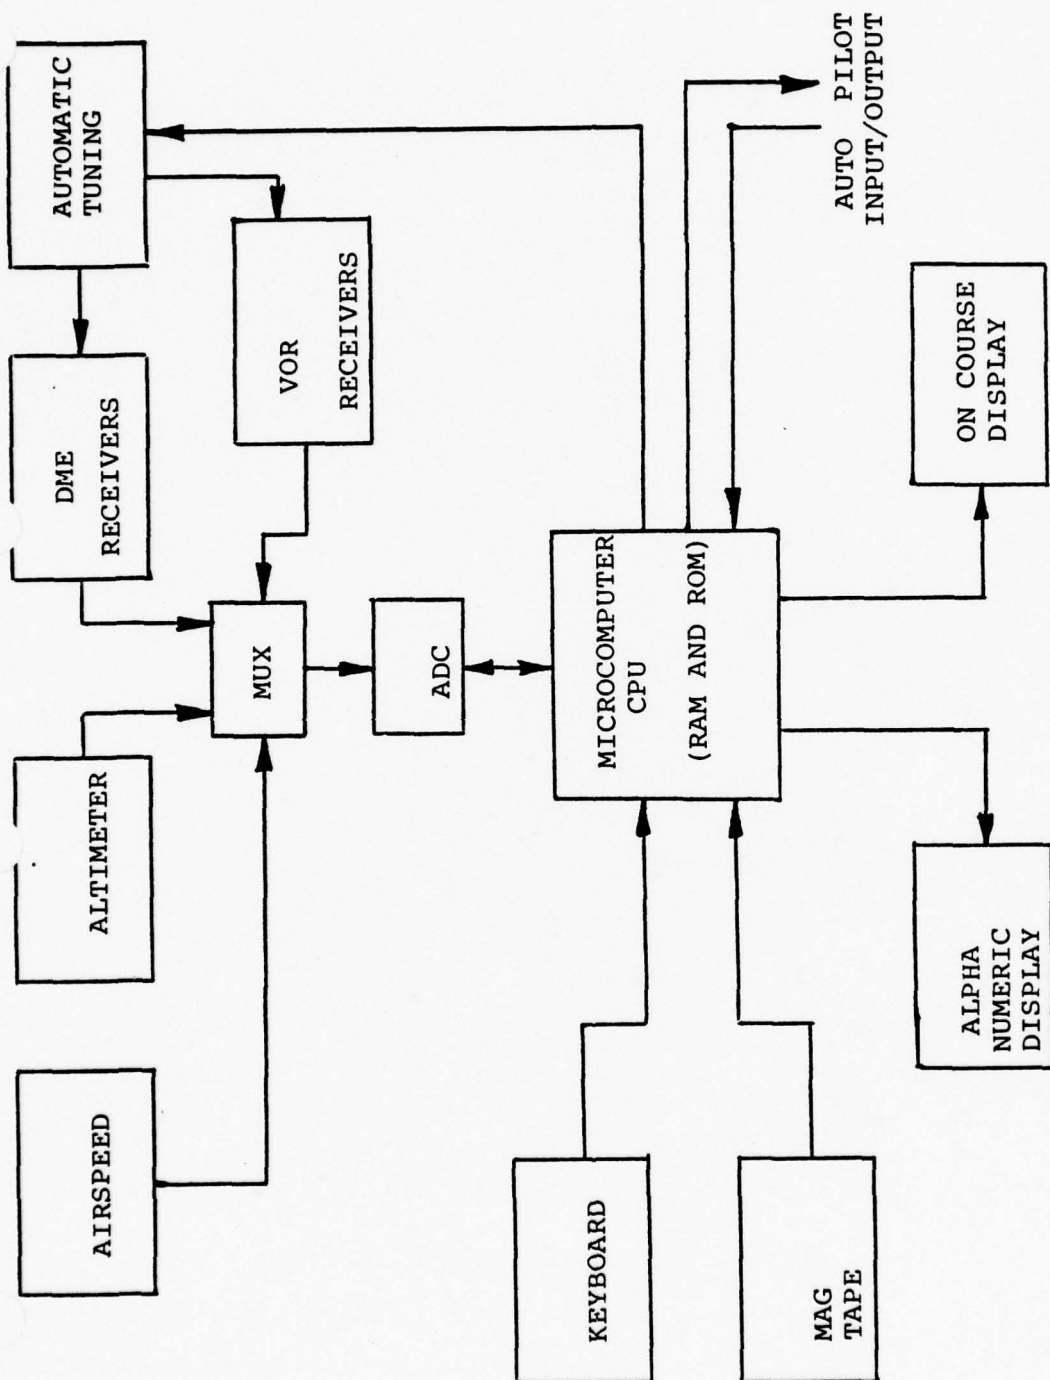 AIRSPEED
ALTIMETER
DME
RECEIVERS
AUTOMATIC
TUNING
VOR
RECEIVERS
MUX
ADC
KEYBOARD
MICROCOMPUTER
CPU
(RAM AND ROM)
MAG
TAPE
AUTO PILOT
INPUT/OUTPUT
ALPHA
NUMERIC
DISPLAY
ON COURSE
DISPLAY